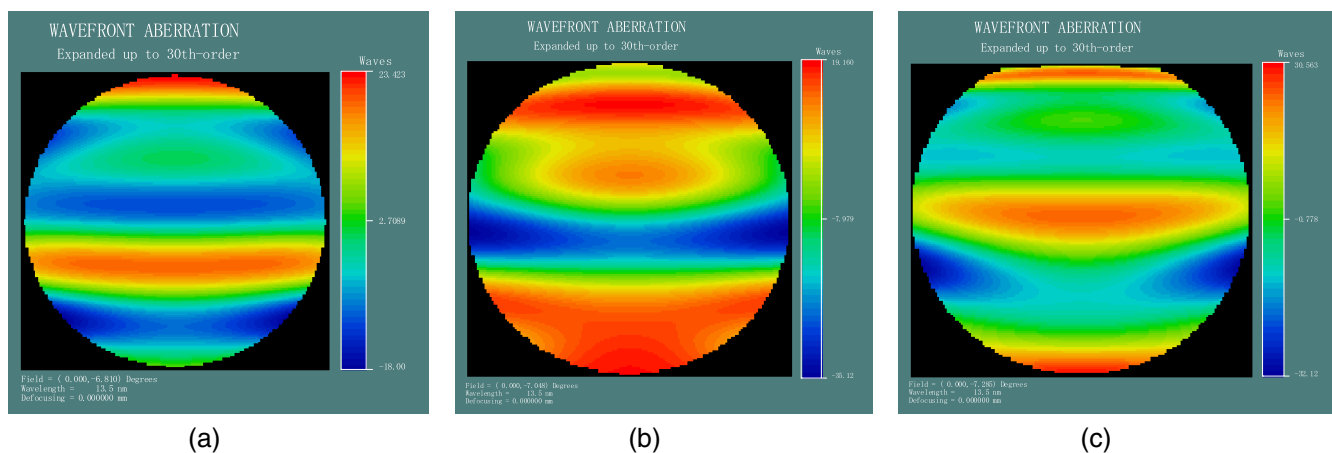 WAVEFRONT ABERRATION
Expanded up to 30th-order
Waves
23.423
2.7089
-18.00
Field = ( 0.000,-6.810) Degrees
Wavelength = 13.5 nm
Defocusing = 0.000000 mm
(a)
WAVEFRONT ABERRATION
Expanded up to 30th-order
Waves
19.160
-7.979
-35.12
Field = ( 0.000,-7.048) Degrees
Wavelength = 13.5 nm
Defocusing = 0.000000 mm
(b)
WAVEFRONT ABERRATION
Expanded up to 30th-order
Waves
30.563
-0.778
-32.12
Field = ( 0.000,-7.285) Degrees
Wavelength = 13.5 nm
Defocusing = 0.000000 mm
(c)